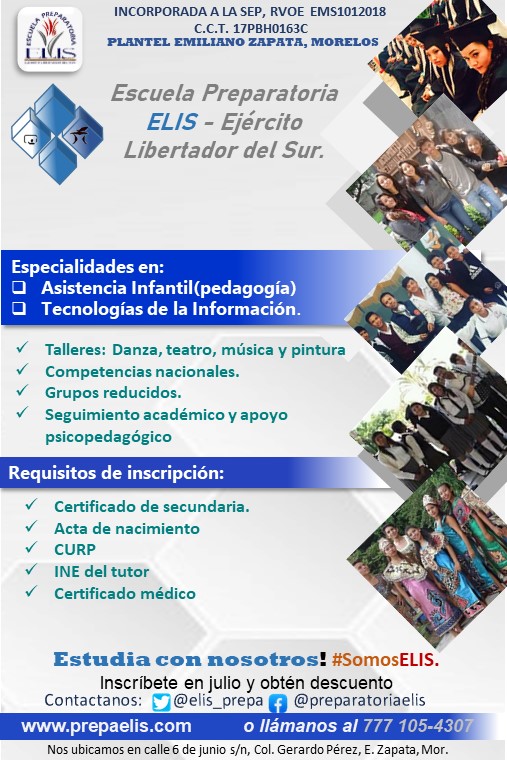 ESCUELA PREPARATORIA
ELIS
INCORPORADA A LA SEP, RVOE EMS1012018
C.C.T. 17PBH0163C
PLANTEL EMILIANO ZAPATA, MORELOS
Escuela Preparatoria
ELIS - Ejército
Libertador del Sur.
Especialidades en:
❑ Asistencia Infantil(pedagogía)
❑ Tecnologías de la Información.
✓ Talleres: Danza, teatro, música y pintura
✓ Competencias nacionales.
✓ Grupos reducidos.
✓ Seguimiento académico y apoyo
psicopedagógico
Requisitos de inscripción:
✓ Certificado de secundaria.
✓ Acta de nacimiento
✓ CURP
✓ INE del tutor
✓ Certificado médico
Estudia con nosotros! #SomosELIS.
Inscríbete en julio y obtén descuento
Contactanos: @elis_prepa @preparatoriaelis
www.prepaelis.com o llámanos al 777 105-4307
Nos ubicamos en calle 6 de junio s/n, Col. Gerardo Pérez, E. Zapata, Mor.